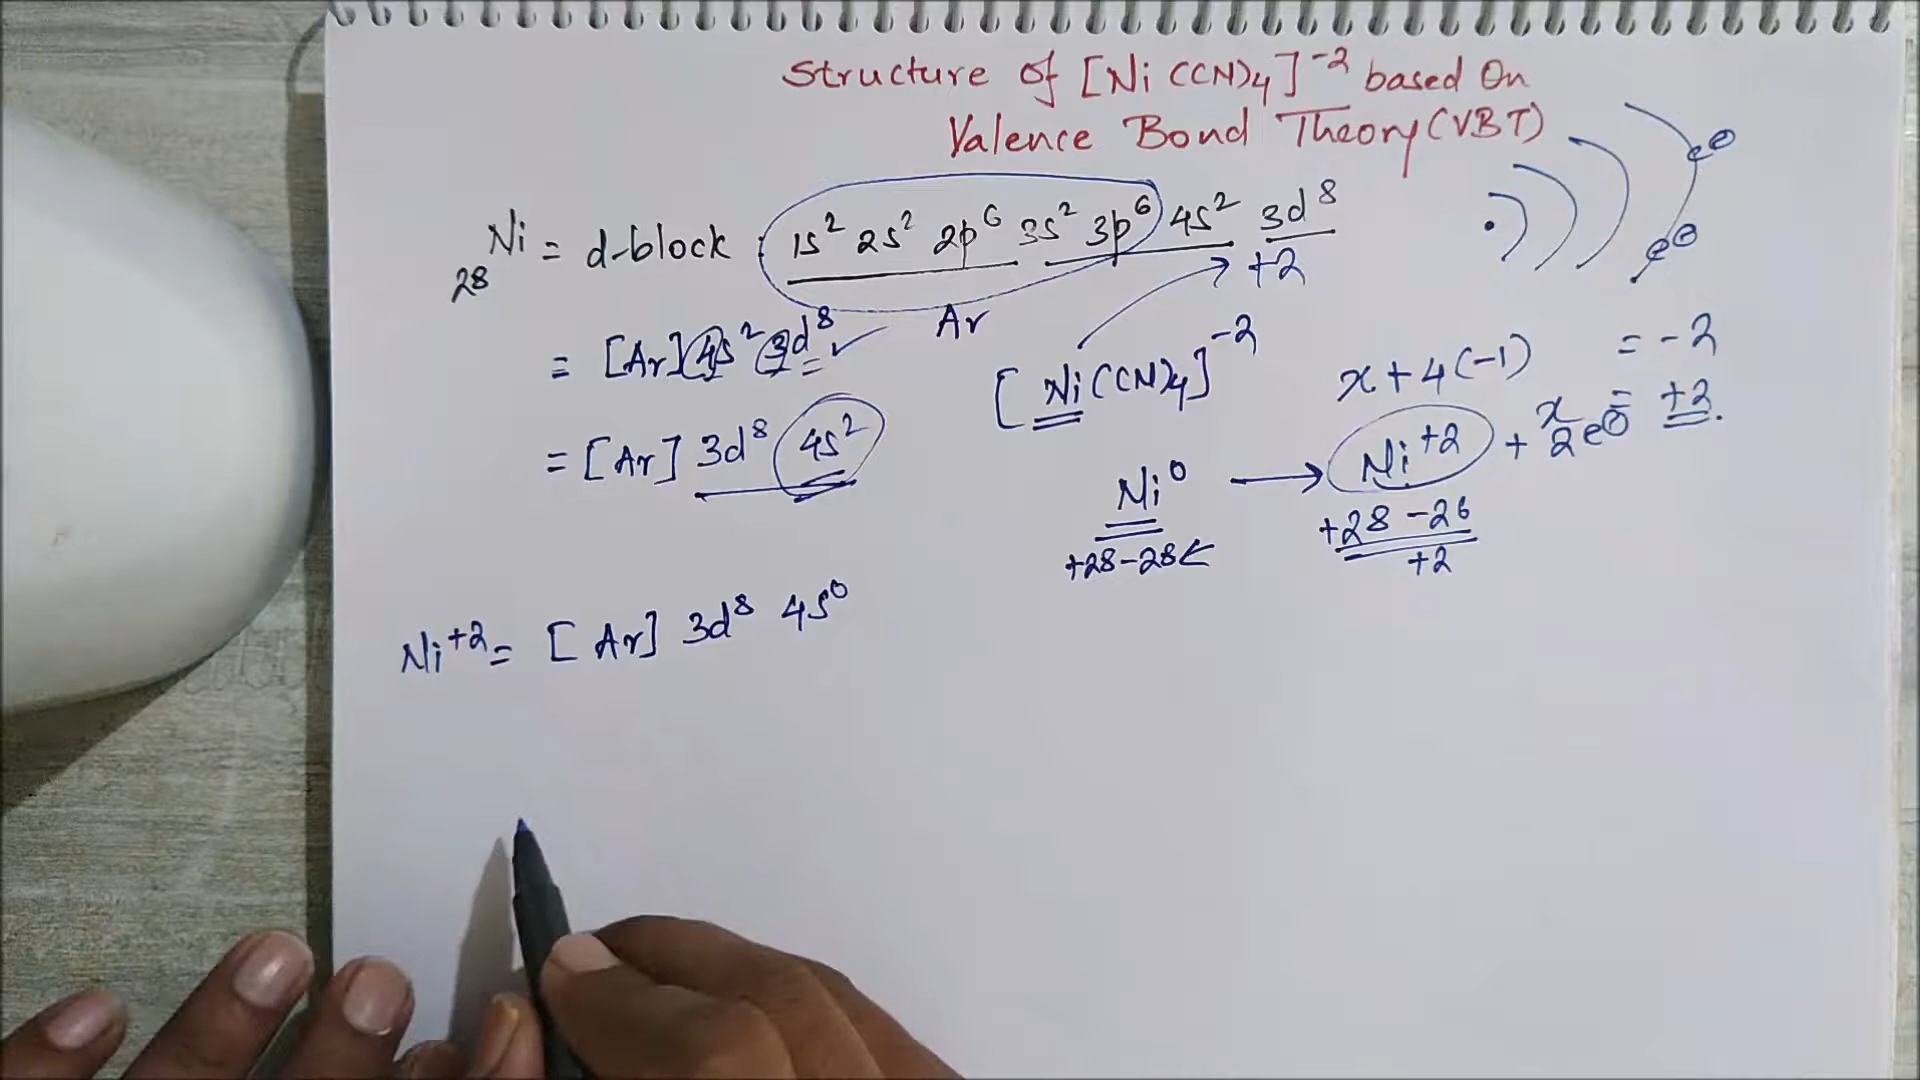 Structure of [Ni(CN)4]⁻² based On
Valence Bond Theory (VBT)
e⊖
e⊖
₂₈Ni = d-block 1s² 2s² 2p⁶ 3s² 3p⁶ 4s² 3d⁸
+2
Ar
= [Ar] 4s² 3d⁸ ✓
[Ni(CN)4]⁻²
x + 4(-1) = -2
x = +2.
= [Ar] 3d⁸ 4s²
Ni⁰ → Ni⁺² + 2e⊖
+28-28
+28-26
+2
Ni⁺² = [Ar] 3d⁸ 4s⁰